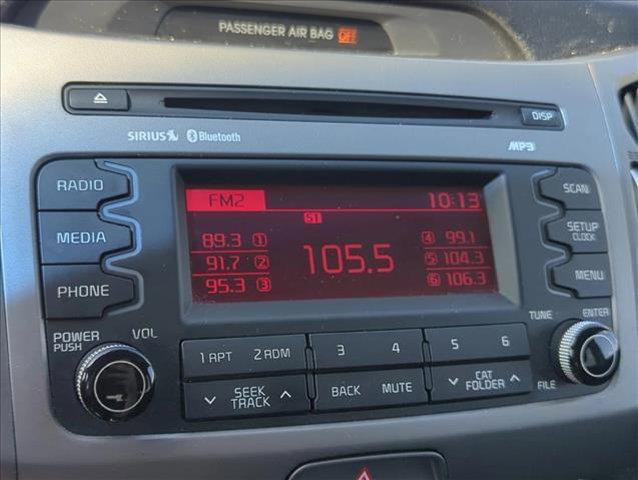 PASSENGER AIR BAG OFF
DISP
SIRIUS Bluetooth MP3
RADIO
MEDIA
PHONE
FM2 10:13
ST
89.3 1
91.7 2
95.3 3
105.5
4 99.1
5 104.3
6 106.3
SCAN
SETUP
CLOCK
MENU
POWER
PUSH
VOL
1 RPT 2 RDM
3 4
5 6
SEEK
TRACK
BACK MUTE
CAT
FOLDER
TUNE
ENTER
FILE